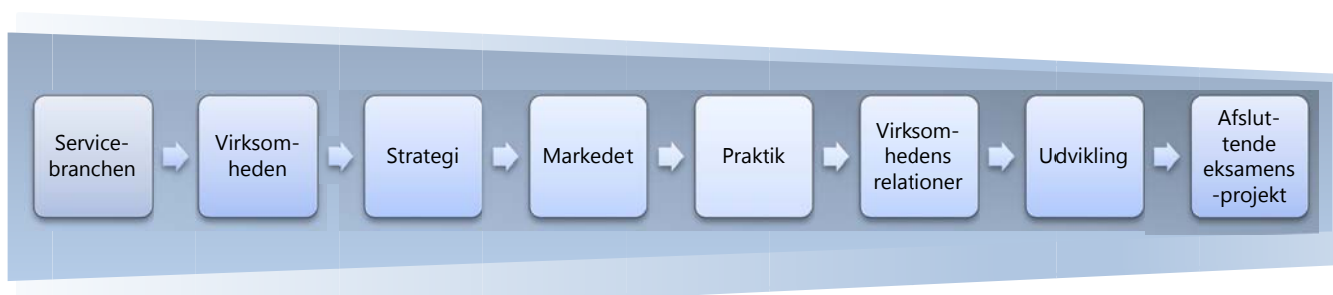 Service-
branchen
Virksom-
heden
Strategi
Markedet
Praktik
Virksom-
hedens
relationer
Udvikling
Afslut-
tende
eksamens
-projekt